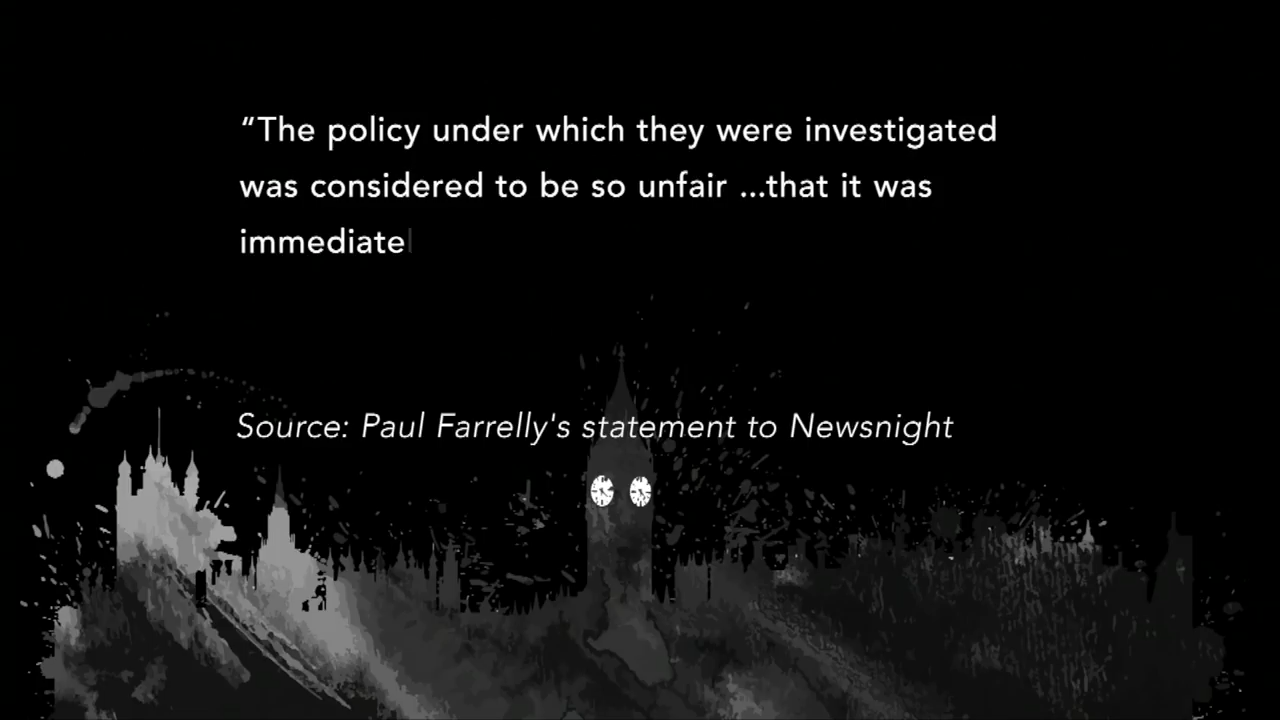 “The policy under which they were investigated
was considered to be so unfair ...that it was
immediate
Source: Paul Farrelly's statement to Newsnight